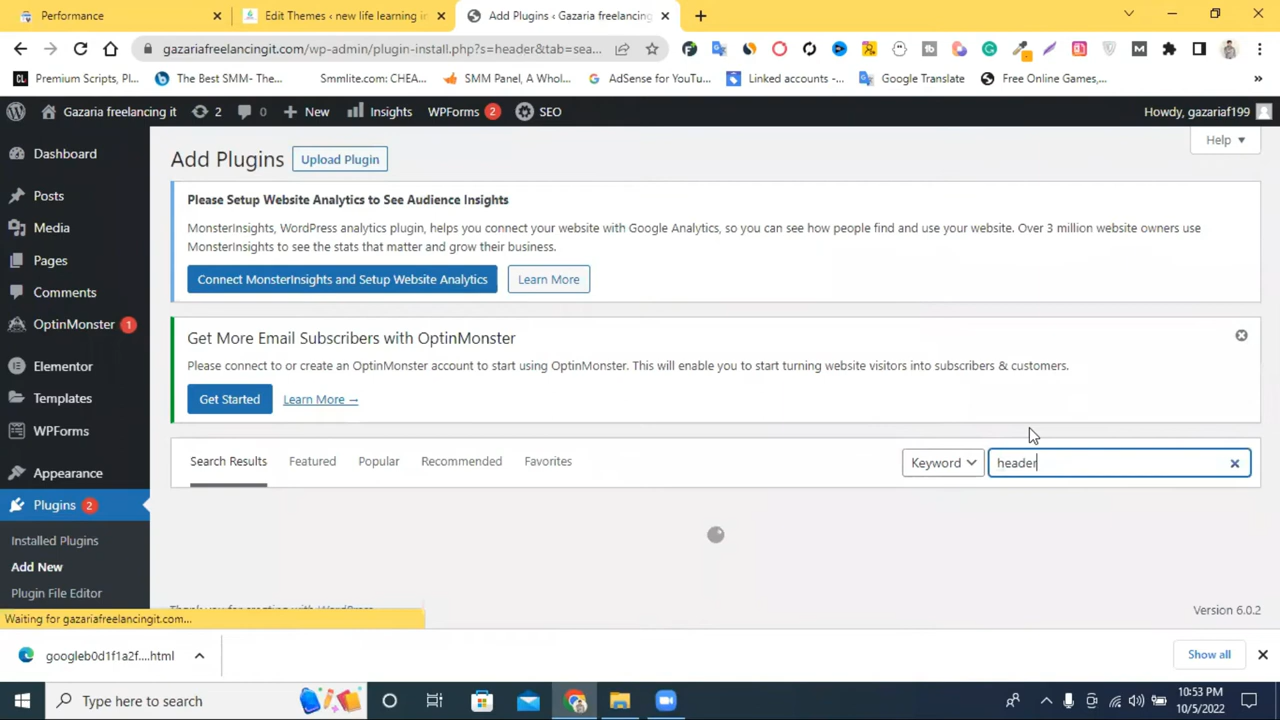 Performance
Edit Themes ‹ new life learning in
Add Plugins ‹ Gazaria freelancing
gazariafreelancingit.com/wp-admin/plugin-install.php?s=header&tab=sea...
Premium Scripts, Pl...
The Best SMM- The...
Smmlite.com: CHEA...
SMM Panel, A Whol...
AdSense for YouTu...
Linked accounts -...
Google Translate
Free Online Games,...
»
Gazaria freelancing it
2
0
New
Insights
WPForms 2
SEO
Howdy, gazariaf199
Dashboard
Posts
Media
Pages
Comments
OptinMonster 1
Elementor
Templates
WPForms
Appearance
Plugins 2
Installed Plugins
Add New
Plugin File Editor
Help
Add Plugins
Upload Plugin
Please Setup Website Analytics to See Audience Insights
MonsterInsights, WordPress analytics plugin, helps you connect your website with Google Analytics, so you can see how people find and use your website. Over 3 million website owners use
MonsterInsights to see the stats that matter and grow their business.
Connect MonsterInsights and Setup Website Analytics
Learn More
Get More Email Subscribers with OptinMonster
Please connect to or create an OptinMonster account to start using OptinMonster. This will enable you to start turning website visitors into subscribers & customers.
Get Started
Learn More →
Search Results
Featured
Popular
Recommended
Favorites
Keyword
header
Thank you for creating with WordPress
Version 6.0.2
Waiting for gazariafreelancingit.com...
googleb0d1f1a2f....html
Show all
Type here to search
10:53 PM
10/5/2022